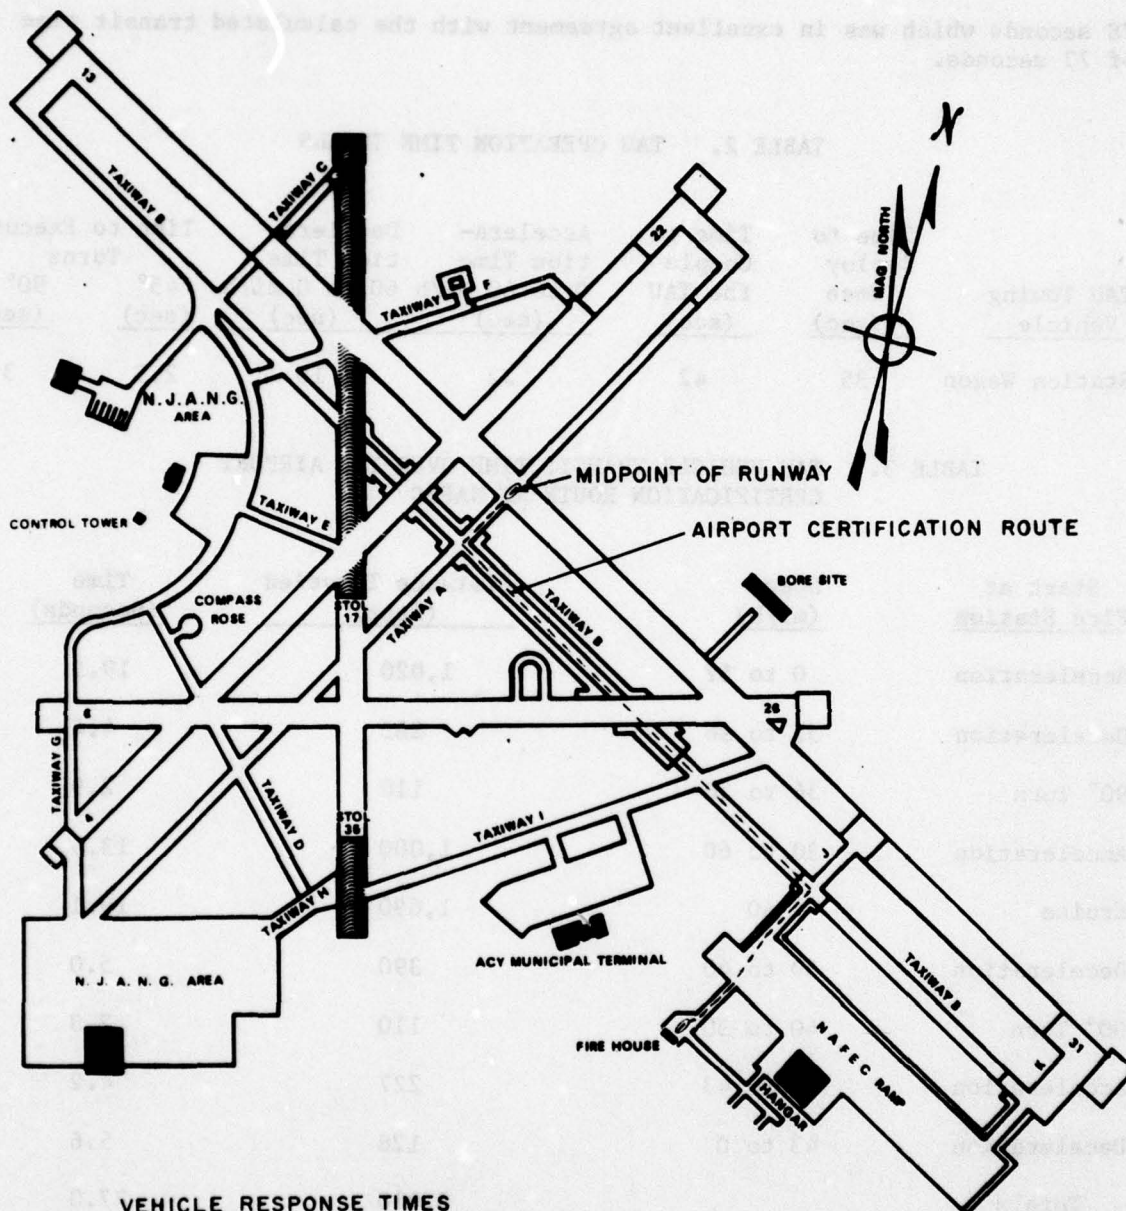 N
MAG NORTH
13
TAXIWAY B
TAXIWAY C
22
TAXIWAY F
N.J.A.N.G.
AREA
MIDPOINT OF RUNWAY
CONTROL TOWER
TAXIWAY E
AIRPORT CERTIFICATION ROUTE
COMPASS
ROSE
STOL
17
TAXIWAY A
TAXIWAY B
BORE SITE
8
26
TAXIWAY G
4
TAXIWAY D
STOL
35
TAXIWAY I
TAXIWAY H
J
N. J. A. N. G. AREA
ACY MUNICIPAL TERMINAL
TAXIWAY B
FIRE HOUSE
N A F E C RAMP
HANGAR
K
31
VEHICLE RESPONSE TIMES